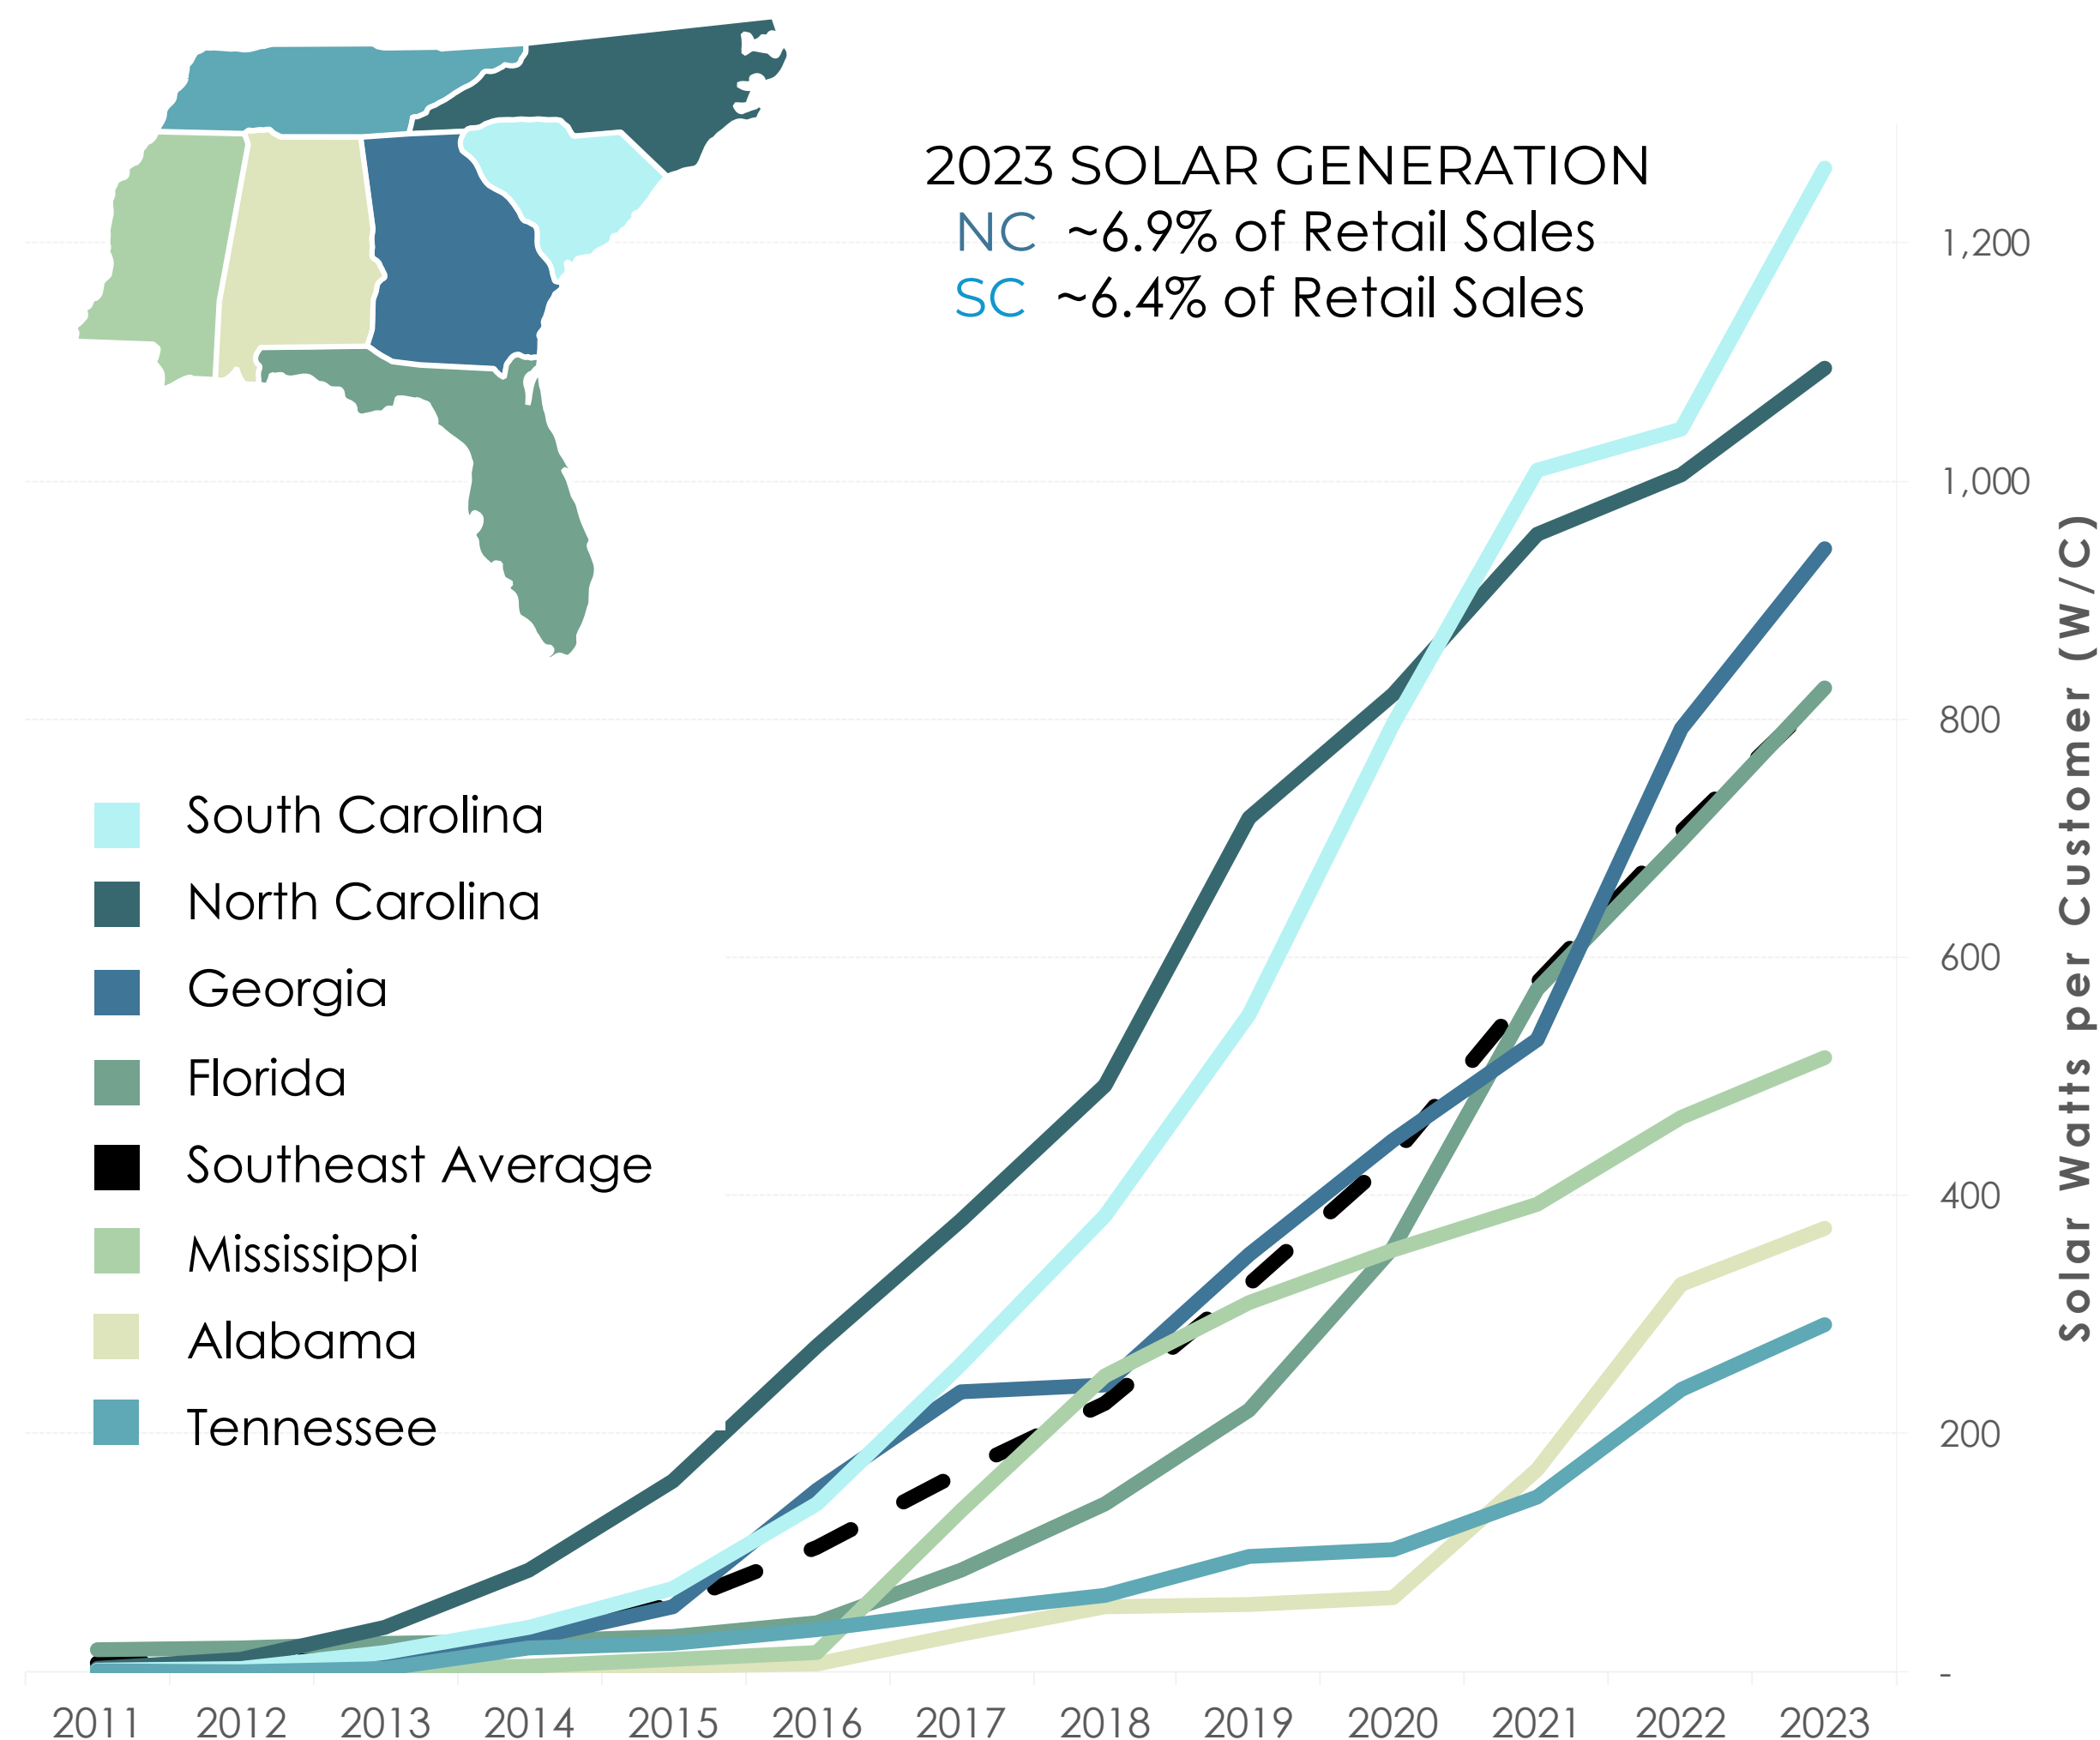 2023 SOLAR GENERATION
NC ~6.9% of Retail Sales
SC ~6.4% of Retail Sales
South Carolina
North Carolina
Georgia
Florida
Southeast Average
Mississippi
Alabama
Tennessee
1,200
1,000
800
600
400
200
-
Solar Watts per Customer (W/C)
2011 2012 2013 2014 2015 2016 2017 2018 2019 2020 2021 2022 2023